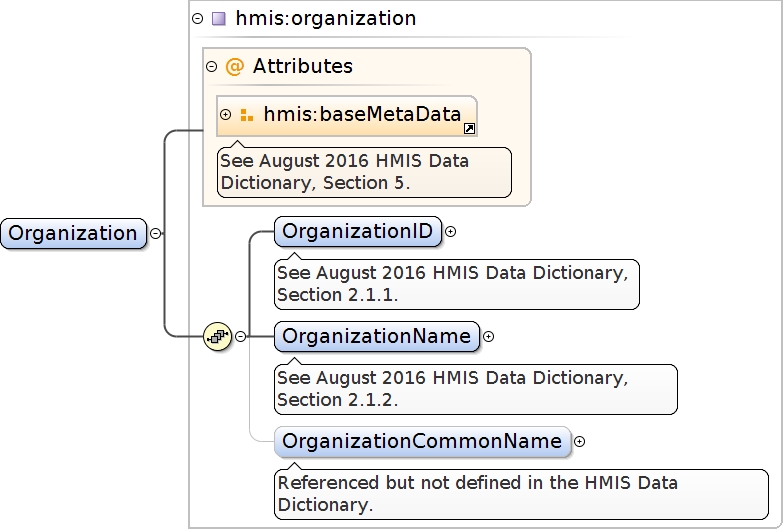 hmis:organization
@ Attributes
hmis:baseMetaData
See August 2016 HMIS Data
Dictionary, Section 5.
Organization
OrganizationID
See August 2016 HMIS Data Dictionary,
Section 2.1.1.
OrganizationName
See August 2016 HMIS Data Dictionary,
Section 2.1.2.
OrganizationCommonName
Referenced but not defined in the HMIS Data
Dictionary.